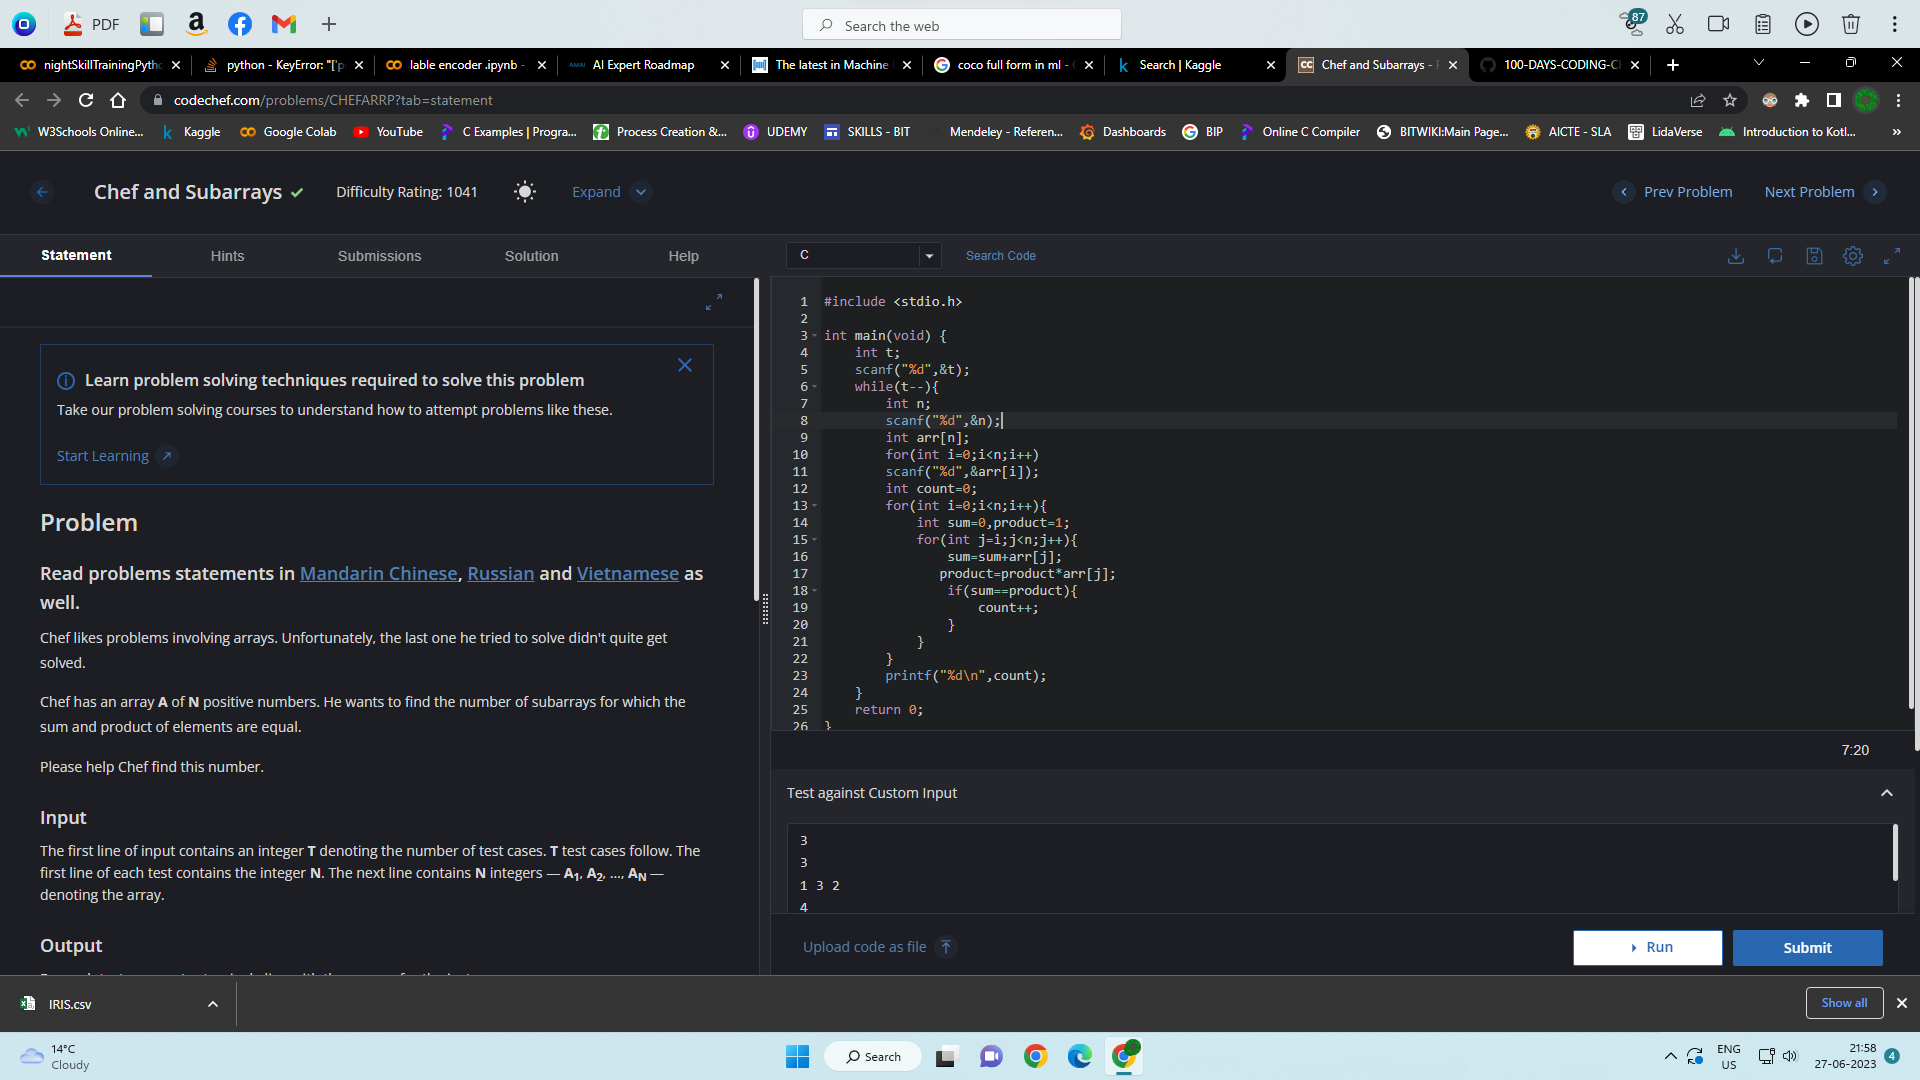 PDF
Search the web
87
nightSkillTrainingPytho
python - KeyError: "['p
lable encoder .ipynb -
AMAI
AI Expert Roadmap
The latest in Machine
coco full form in ml -
Search | Kaggle
Chef and Subarrays -
100-DAYS-CODING-C
codechef.com/problems/CHEFARRP?tab=statement
W3Schools Online...
Kaggle
Google Colab
YouTube
C Examples | Progra...
Process Creation &...
UDEMY
SKILLS - BIT
Mendeley - Referen...
Dashboards
BIP
Online C Compiler
BITWIKI:Main Page...
AICTE - SLA
LidaVerse
Introduction to Kotl...
»
Chef and Subarrays
Difficulty Rating: 1041
Expand
Prev Problem
Next Problem
Statement
Hints
Submissions
Solution
Help
C
Search Code
Learn problem solving techniques required to solve this problem
Take our problem solving courses to understand how to attempt problems like these.
Start Learning
Problem
Read problems statements in Mandarin Chinese, Russian and Vietnamese as
well.
Chef likes problems involving arrays. Unfortunately, the last one he tried to solve didn't quite get
solved.
Chef has an array A of N positive numbers. He wants to find the number of subarrays for which the
sum and product of elements are equal.
Please help Chef find this number.
Input
The first line of input contains an integer T denoting the number of test cases. T test cases follow. The
first line of each test contains the integer N. The next line contains N integers — A1, A2, ..., AN —
denoting the array.
Output
1 #include <stdio.h>
2
3 int main(void) {
4     int t;
5     scanf("%d",&t);
6     while(t--){
7         int n;
8         scanf("%d",&n);
9         int arr[n];
10         for(int i=0;i<n;i++)
11         scanf("%d",&arr[i]);
12         int count=0;
13         for(int i=0;i<n;i++){
14             int sum=0,product=1;
15             for(int j=i;j<n;j++){
16                 sum=sum+arr[j];
17                product=product*arr[j];
18                 if(sum==product){
19                     count++;
20                 }
21             }
22         }
23         printf("%d\n",count);
24     }
25     return 0;
26 }
7:20
Test against Custom Input
3
3
1 3 2
4
Upload code as file
Run
Submit
IRIS.csv
Show all
14°C
Cloudy
Search
ENG
US
21:58
27-06-2023
4